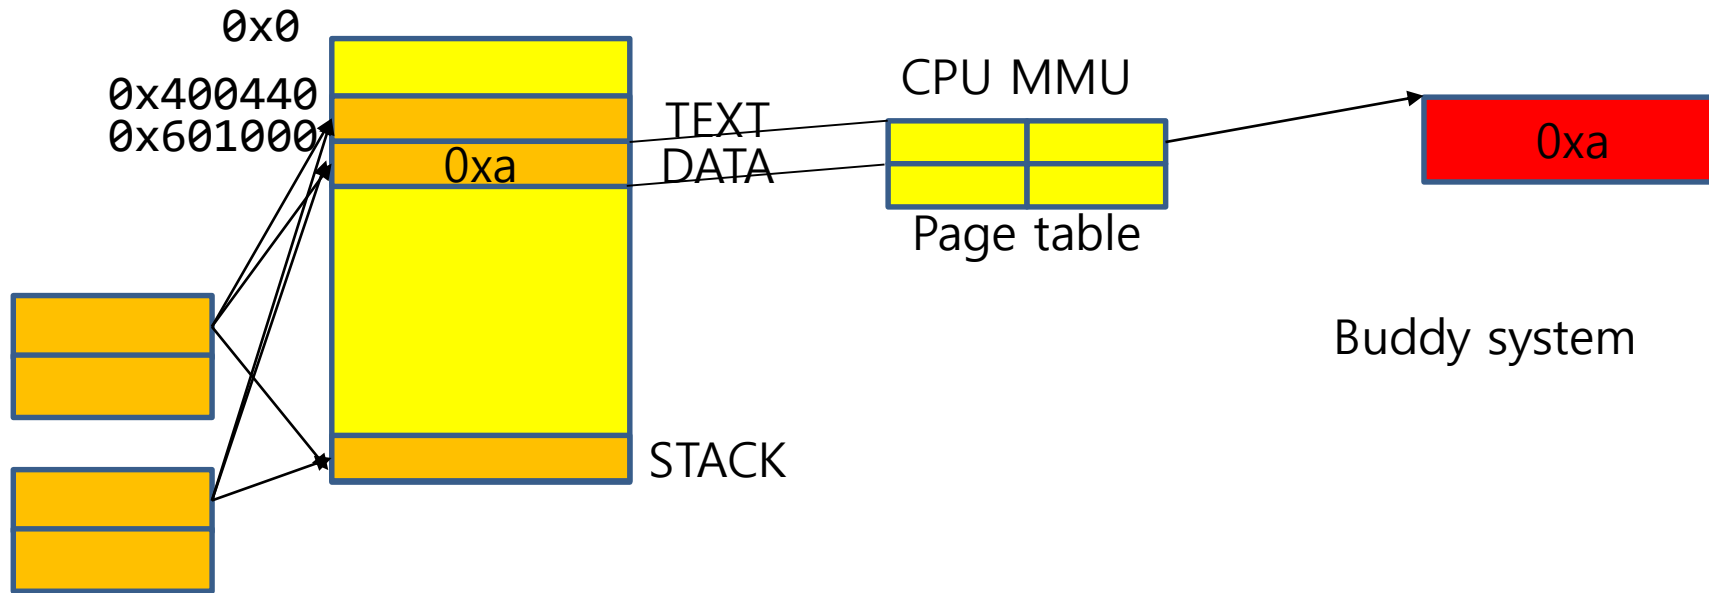 0x0
0x400440
0x601000
0xa
TEXT
DATA
STACK
CPU MMU
Page table
0xa
Buddy system